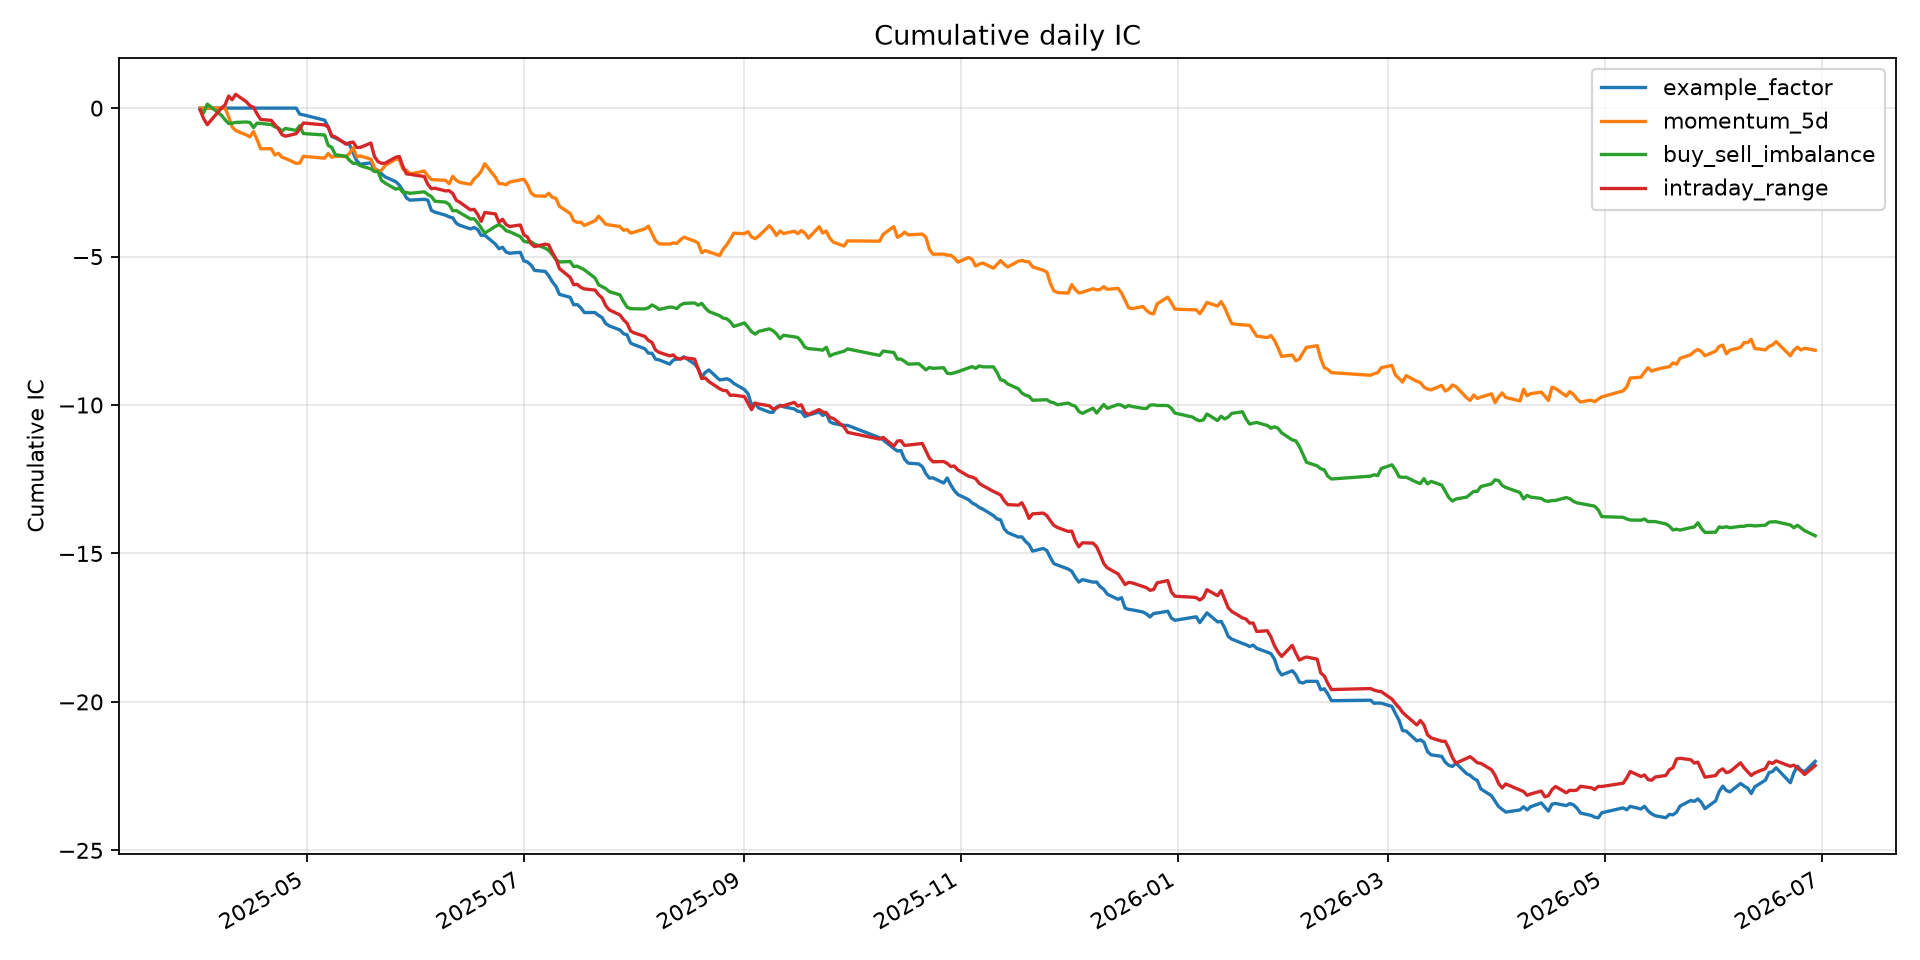 Cumulative daily IC
example_factor
momentum_5d
buy_sell_imbalance
intraday_range
Cumulative IC
0
−5
−10
−15
−20
−25
2025-05
2025-07
2025-09
2025-11
2026-01
2026-03
2026-05
2026-07